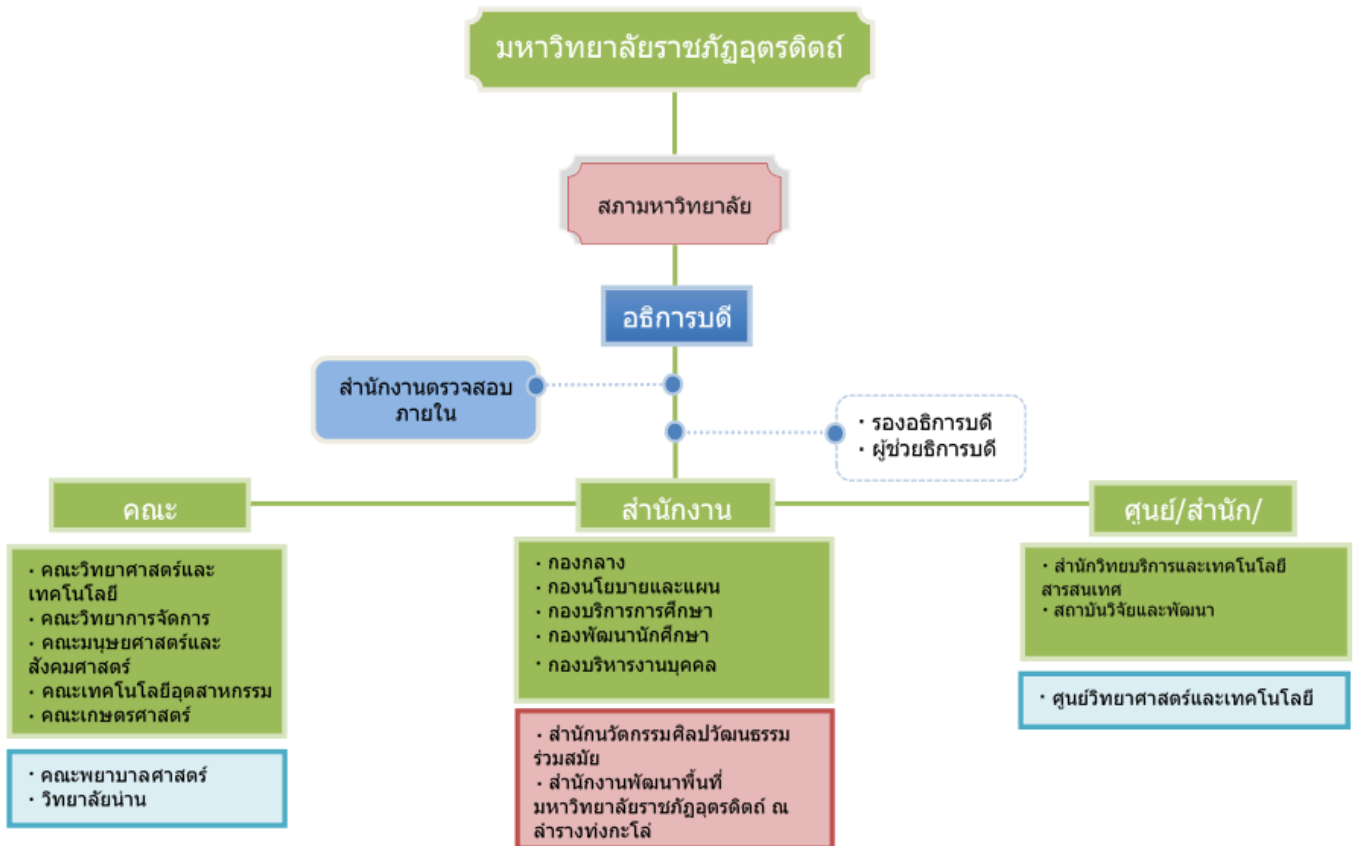 มหาวิทยาลัยราชภัฏอุตรดิตถ์
สภามหาวิทยาลัย
อธิการบดี
สำนักงานตรวจสอบ
ภายใน
· รองอธิการบดี
· ผู้ช่วยธิการบดี
คณะ
· คณะวิทยาศาสตร์และ
เทคโนโลยี
· คณะวิทยาการจัดการ
· คณะมนุษยศาสตร์และ
สังคมศาสตร์
· คณะเทคโนโลยีอุตสาหกรรม
· คณะเกษตรศาสตร์
· คณะพยาบาลศาสตร์
· วิทยาลัยน่าน
สำนักงาน
· กองกลาง
· กองนโยบายและแผน
· กองบริการการศึกษา
· กองพัฒนานักศึกษา
· กองบริหารงานบุคคล
· สำนักนวัตกรรมศิลปวัฒนธรรม
ร่วมสมัย
· สำนักงานพัฒนาพื้นที่
มหาวิทยาลัยราชภัฏอุตรดิตถ์ ณ
ลำรางทุ่งกะโล่
ศูนย์/สำนัก/
· สำนักวิทยบริการและเทคโนโลยี
สารสนเทศ
· สถาบันวิจัยและพัฒนา
· ศูนย์วิทยาศาสตร์และเทคโนโลยี